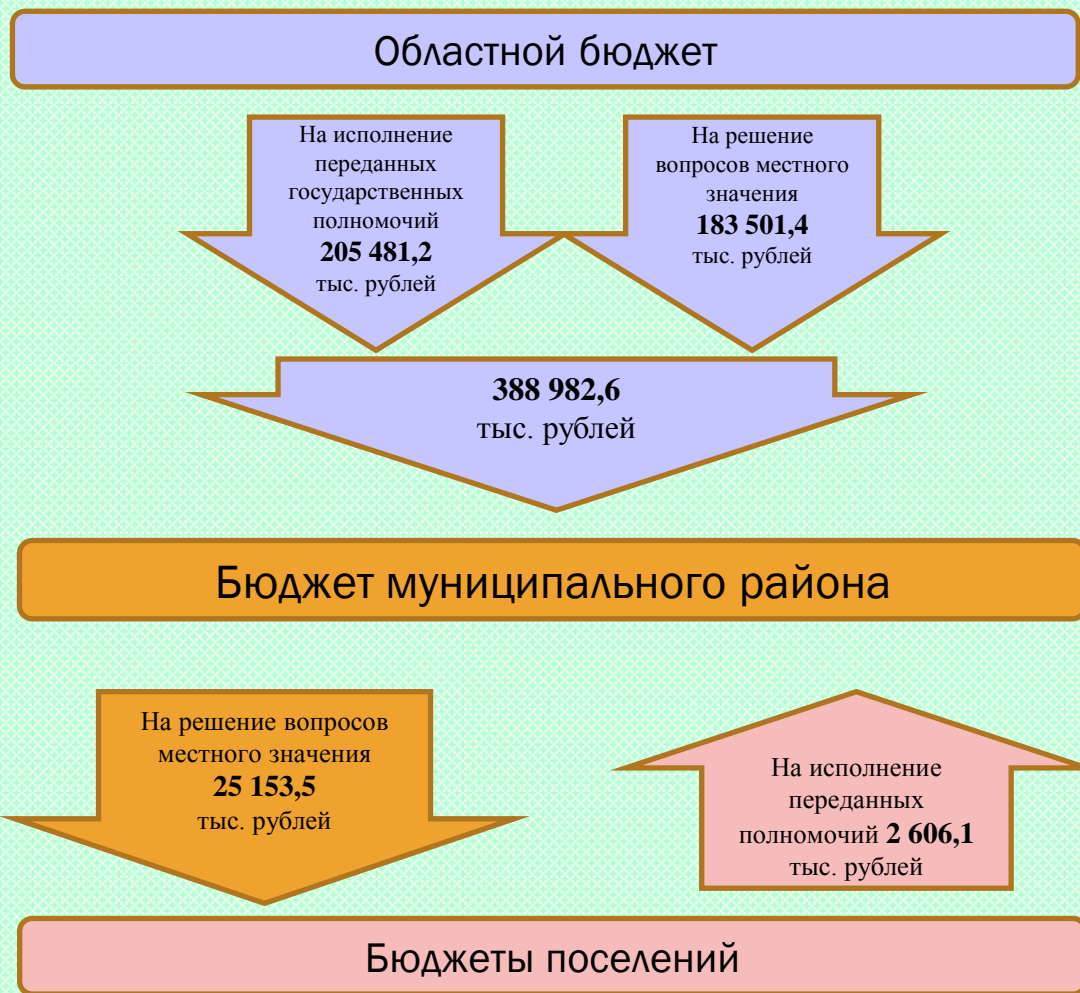 Областной бюджет
На исполнение
переданных
государственных
полномочий
205 481,2
тыс. рублей
На решение
вопросов местного
значения
183 501,4
тыс. рублей
388 982,6
тыс. рублей
Бюджет муниципального района
На решение вопросов
местного значения
25 153,5
тыс. рублей
На исполнение
переданных
полномочий 2 606,1
тыс. рублей
Бюджеты поселений